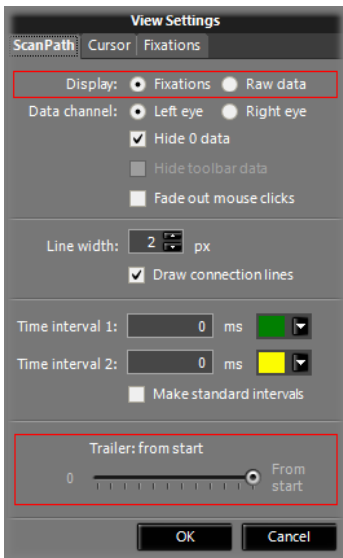 View Settings
ScanPath Cursor Fixations
Display: Fixations Raw data
Data channel: Left eye Right eye
Hide 0 data
Hide toolbar data
Fade out mouse clicks
Line width: 2 px
Draw connection lines
Time interval 1: 0 ms
Time interval 2: 0 ms
Make standard intervals
Trailer: from start
0 From
start
OK Cancel